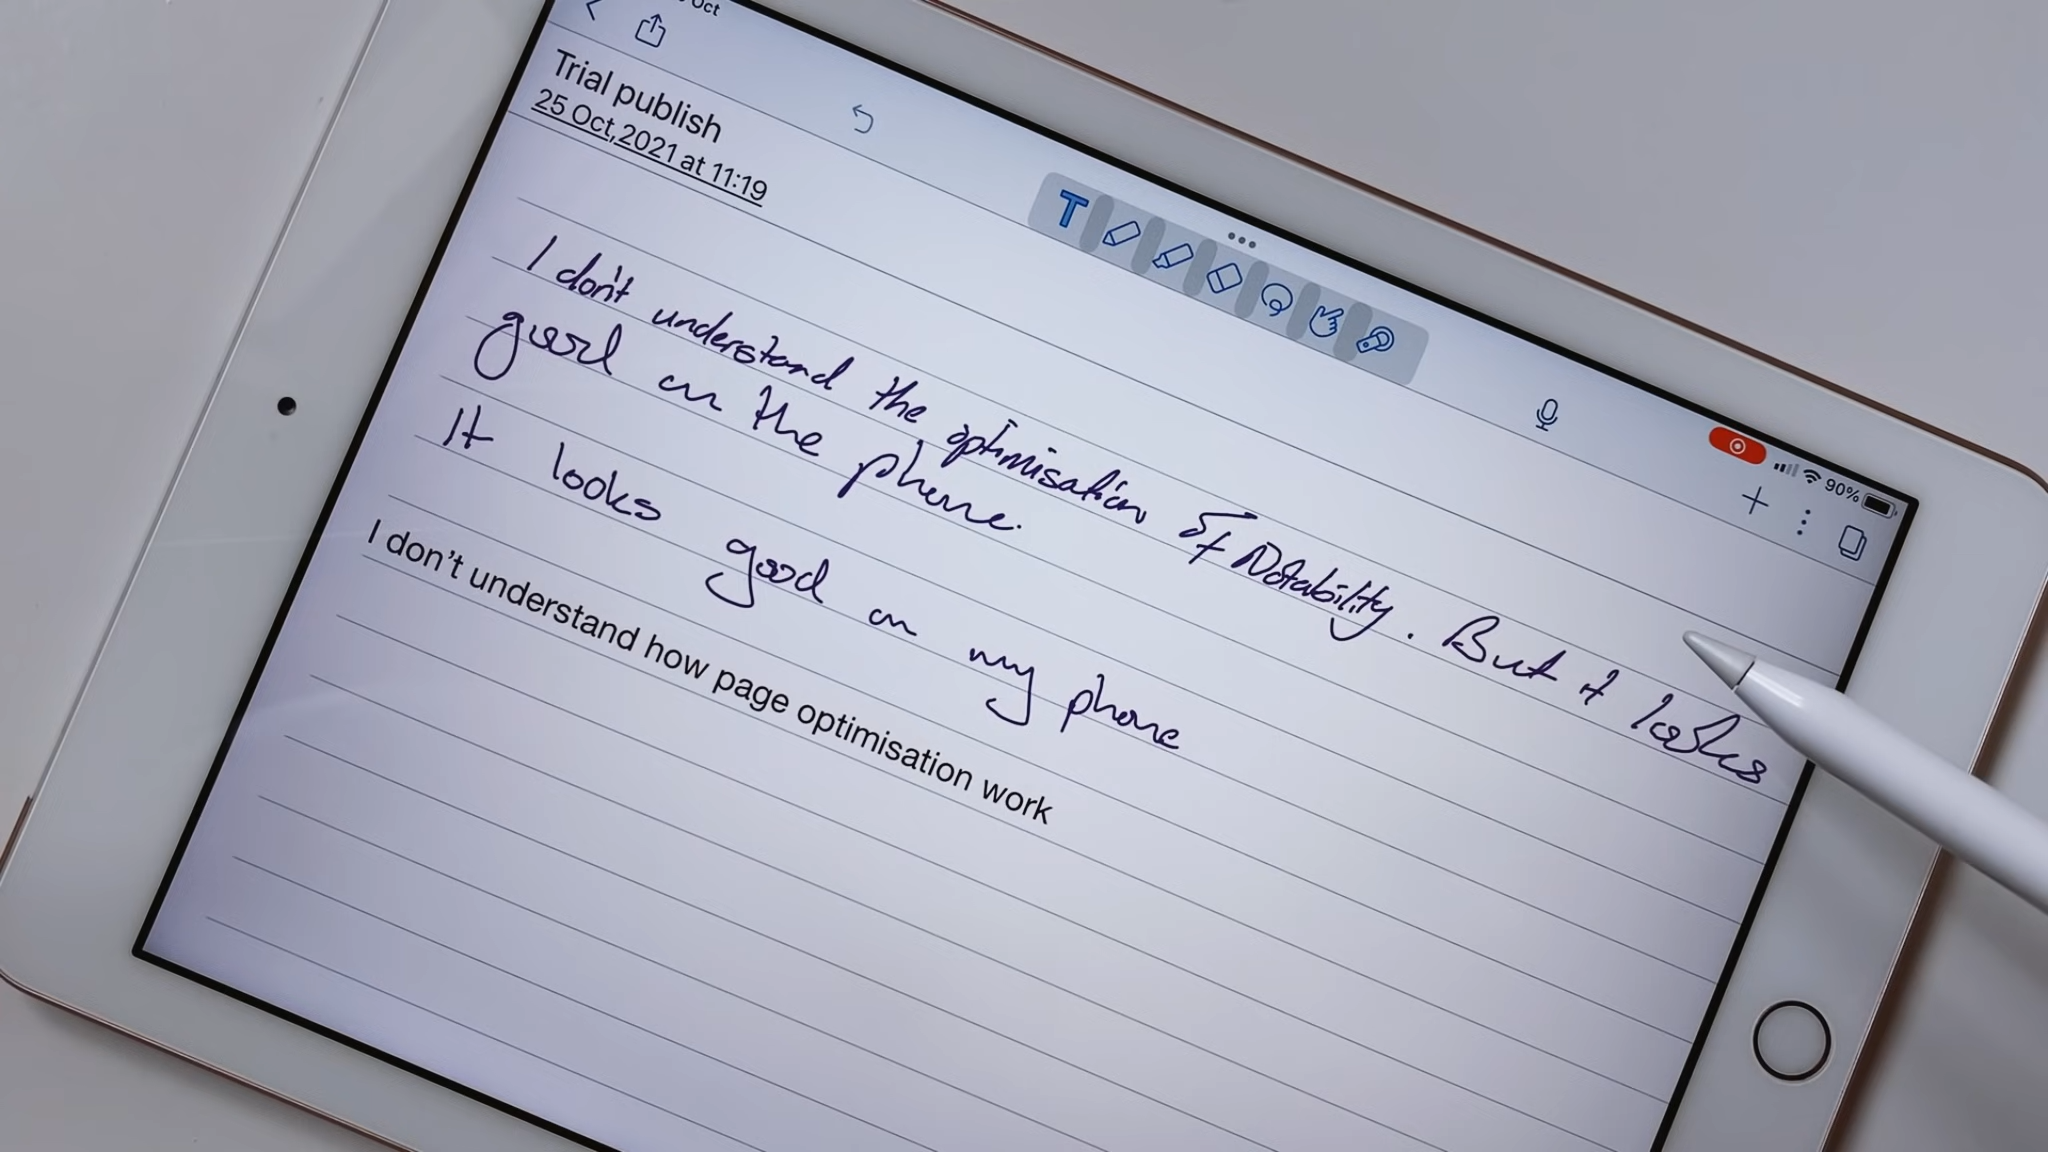 Oct
Trial publish
25 Oct,2021 at 11:19
T
90%
I don't understand the optimisation of Notability. But it looks
good on the phone.
It looks good on my phone
I don't understand how page optimisation work